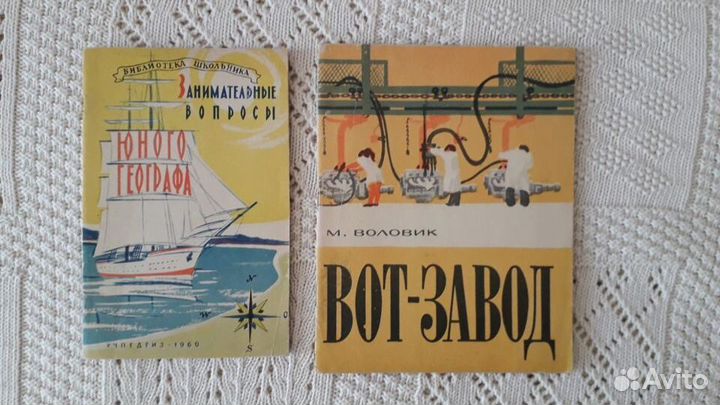 БИБЛИОТЕКА ШКОЛЬНИКА
ЗАНИМАТЕЛЬНЫЕ
ВОПРОСЫ
ЮНОГО
ГЕОГРАФА
N
W
O
S
УЧПЕДГИЗ-1960
М. ВОЛОВИК
ВОТ-ЗАВОД
Avito